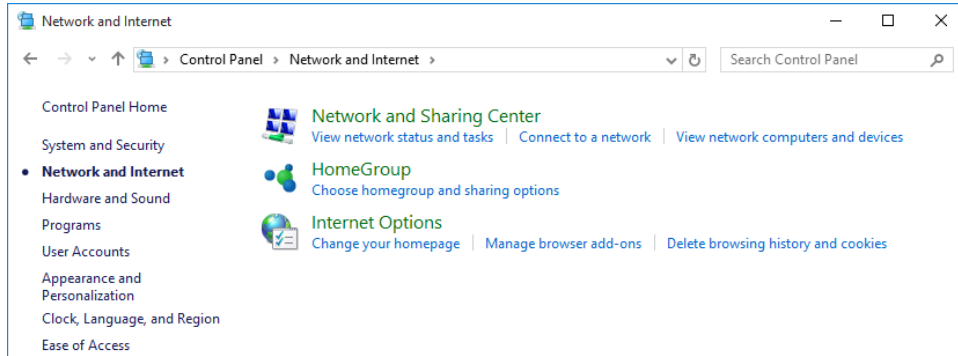 Network and Internet
Control Panel > Network and Internet >
Search Control Panel
Control Panel Home
System and Security
Network and Internet
Hardware and Sound
Programs
User Accounts
Appearance and
Personalization
Clock, Language, and Region
Ease of Access
Network and Sharing Center
View network status and tasks | Connect to a network | View network computers and devices
HomeGroup
Choose homegroup and sharing options
Internet Options
Change your homepage | Manage browser add-ons | Delete browsing history and cookies